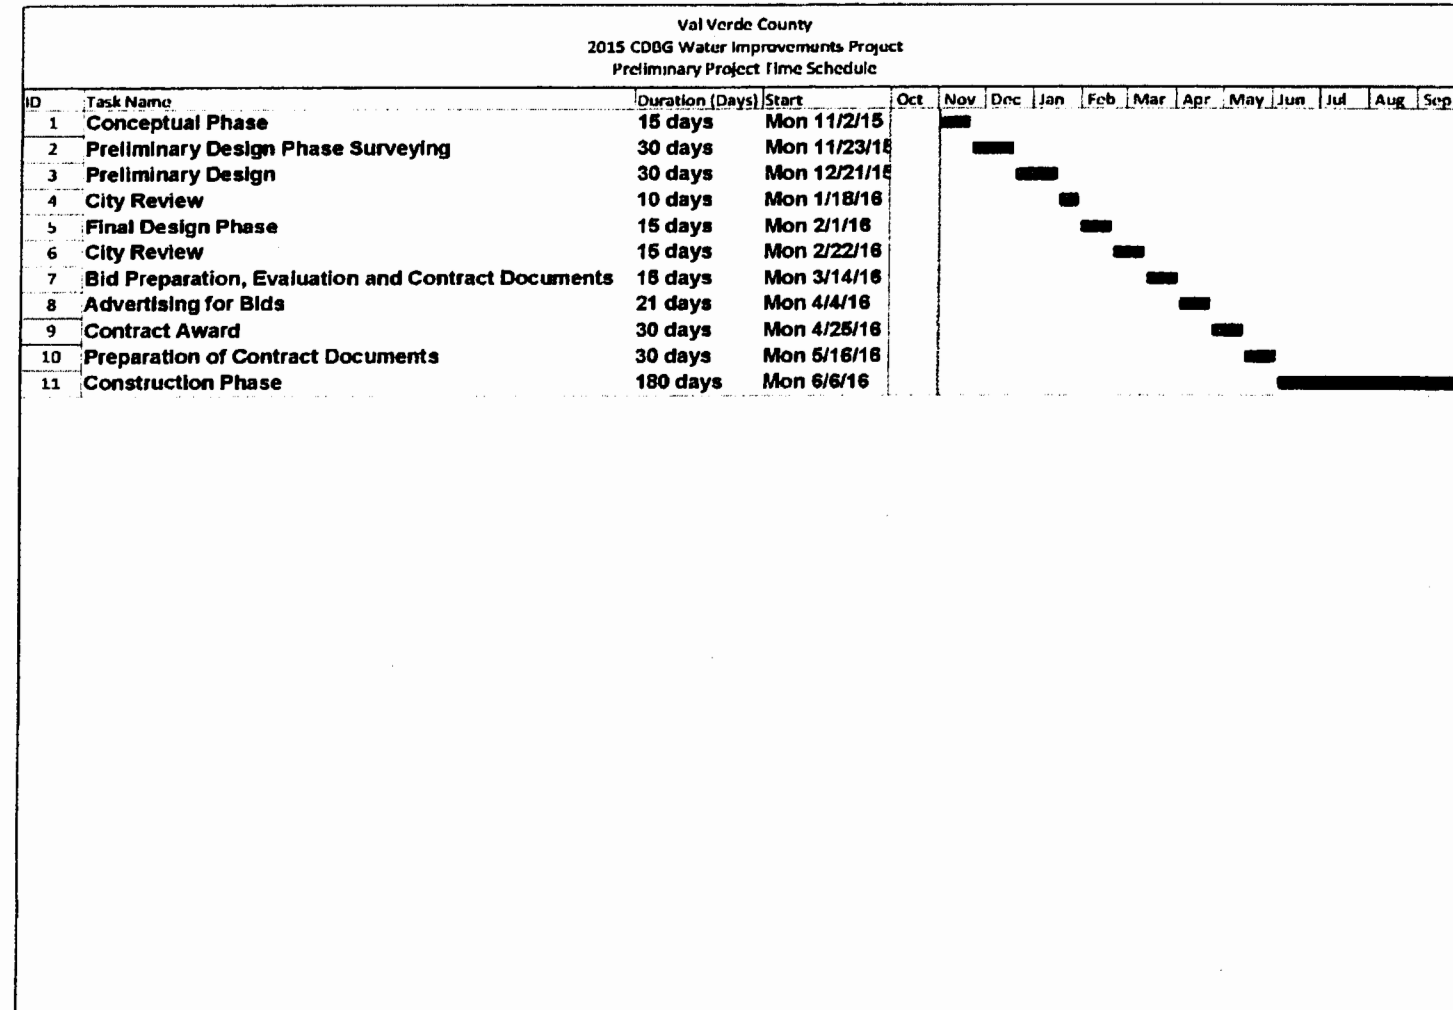 Val Verde County
2015 CDBG Water Improvements Project
Preliminary Project Time Schedule
ID Task Name Duration (Days) Start Oct Nov Dec Jan Feb Mar Apr May Jun Jul Aug Sep
1 Conceptual Phase 15 days Mon 11/2/15
2 Preliminary Design Phase Surveying 30 days Mon 11/23/15
3 Preliminary Design 30 days Mon 12/21/15
4 City Review 10 days Mon 1/18/16
5 Final Design Phase 15 days Mon 2/1/16
6 City Review 15 days Mon 2/22/16
7 Bid Preparation, Evaluation and Contract Documents 15 days Mon 3/14/16
8 Advertising for Bids 21 days Mon 4/4/16
9 Contract Award 30 days Mon 4/25/16
10 Preparation of Contract Documents 30 days Mon 5/16/16
11 Construction Phase 180 days Mon 6/6/16